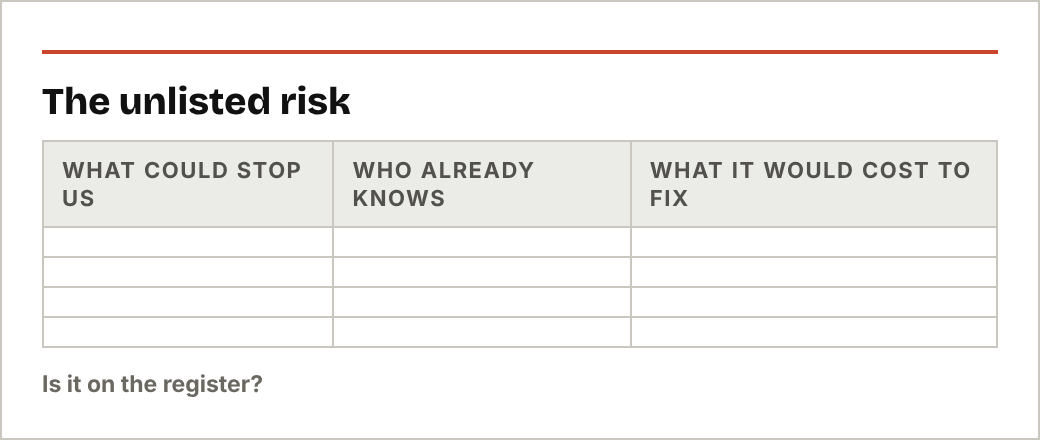 The unlisted risk
WHAT COULD STOP US
WHO ALREADY KNOWS
WHAT IT WOULD COST TO FIX
Is it on the register?